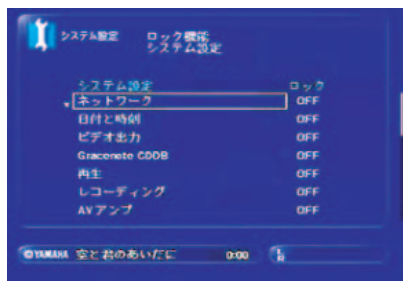 システム設定 ロック機能
システム設定
システム設定 ロック
ネットワーク OFF
日付と時刻 OFF
ビデオ出力 OFF
Gracenote CDDB OFF
再生 OFF
レコーディング OFF
AVアンプ OFF
YAMAHA 空と君のあいだに 0:00